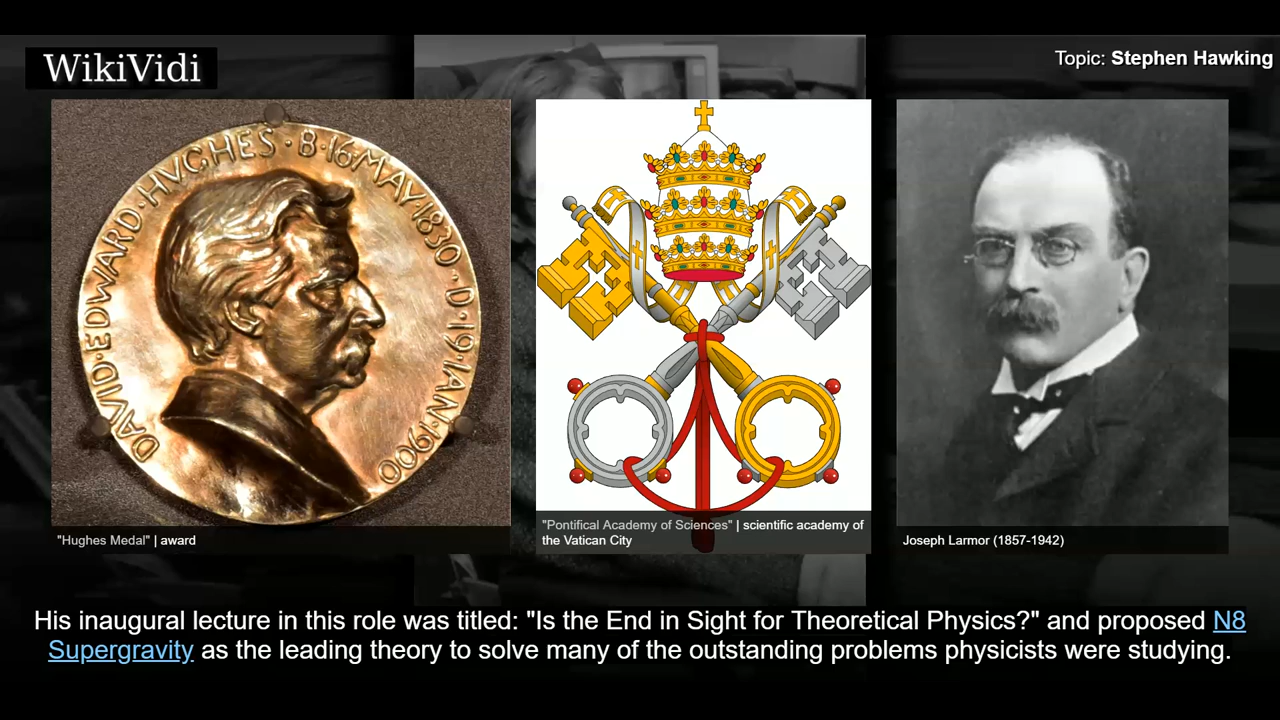 WikiVidi
Topic: Stephen Hawking
DAVID·EDWARD·HVGHES·B·16·MAY·1830·D·19·IAN·1900
"Hughes Medal" | award
"Pontifical Academy of Sciences" | scientific academy of
the Vatican City
Joseph Larmor (1857-1942)
His inaugural lecture in this role was titled: "Is the End in Sight for Theoretical Physics?" and proposed N8
Supergravity as the leading theory to solve many of the outstanding problems physicists were studying.